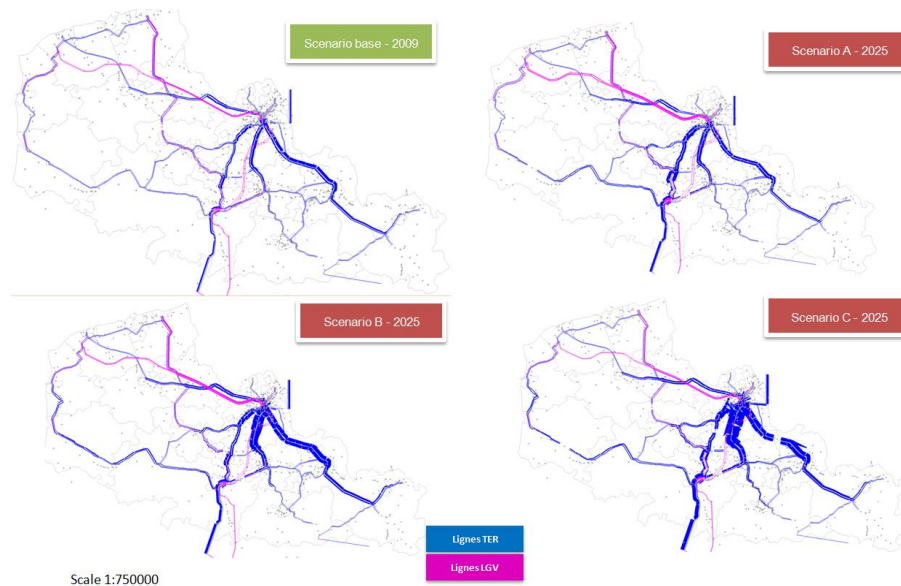 Scenario base - 2009
Scenario A - 2025
Scenario B - 2025
Scenario C - 2025
Lignes TER
Lignes LGV
Scale 1:750000